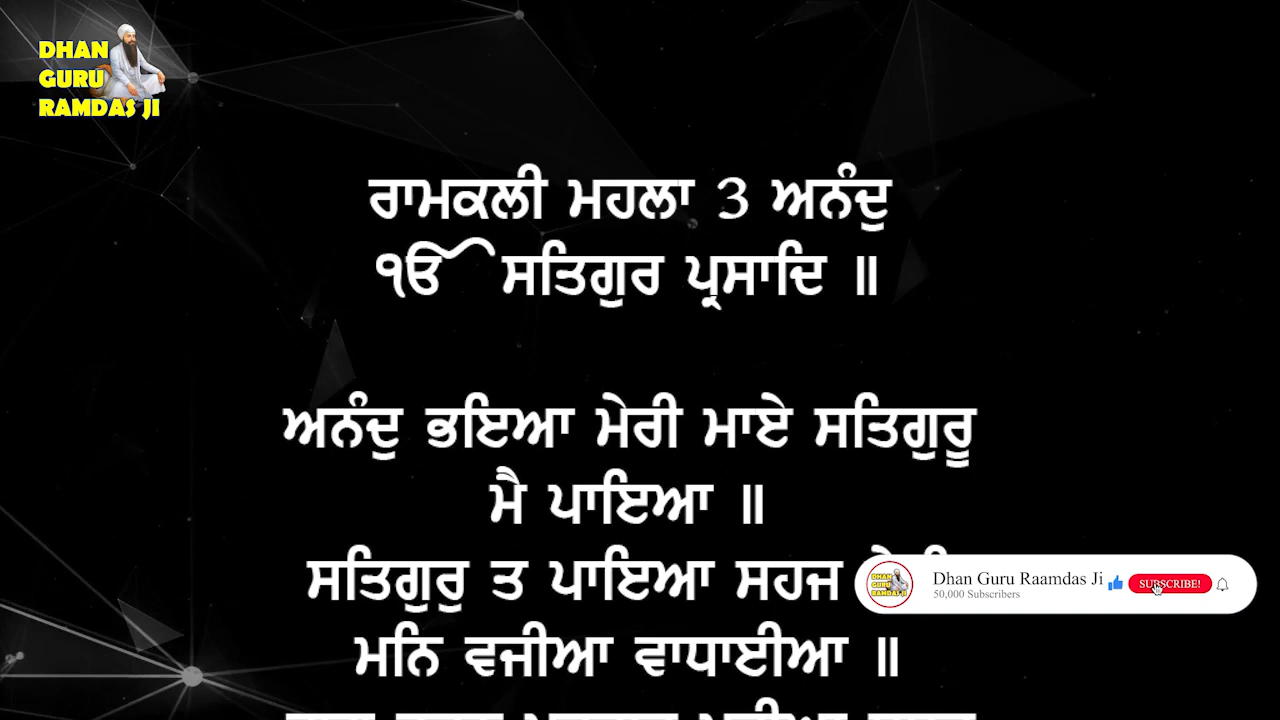 DHAN
GURU
RAMDAS JI
ਰਾਮਕਲੀ ਮਹਲਾ 3 ਅਨੰਦੁ
ੴ ਸਤਿਗੁਰ ਪ੍ਰਸਾਦਿ ॥
ਅਨੰਦੁ ਭਇਆ ਮੇਰੀ ਮਾਏ ਸਤਿਗੁਰੂ
ਮੈ ਪਾਇਆ ॥
ਸਤਿਗੁਰੁ ਤ ਪਾਇਆ ਸਹਜ
Dhan Guru Raamdas Ji
SUBSCRIBE!
50,000 Subscribers
ਮਨਿ ਵਜੀਆ ਵਾਧਾਈਆ ॥